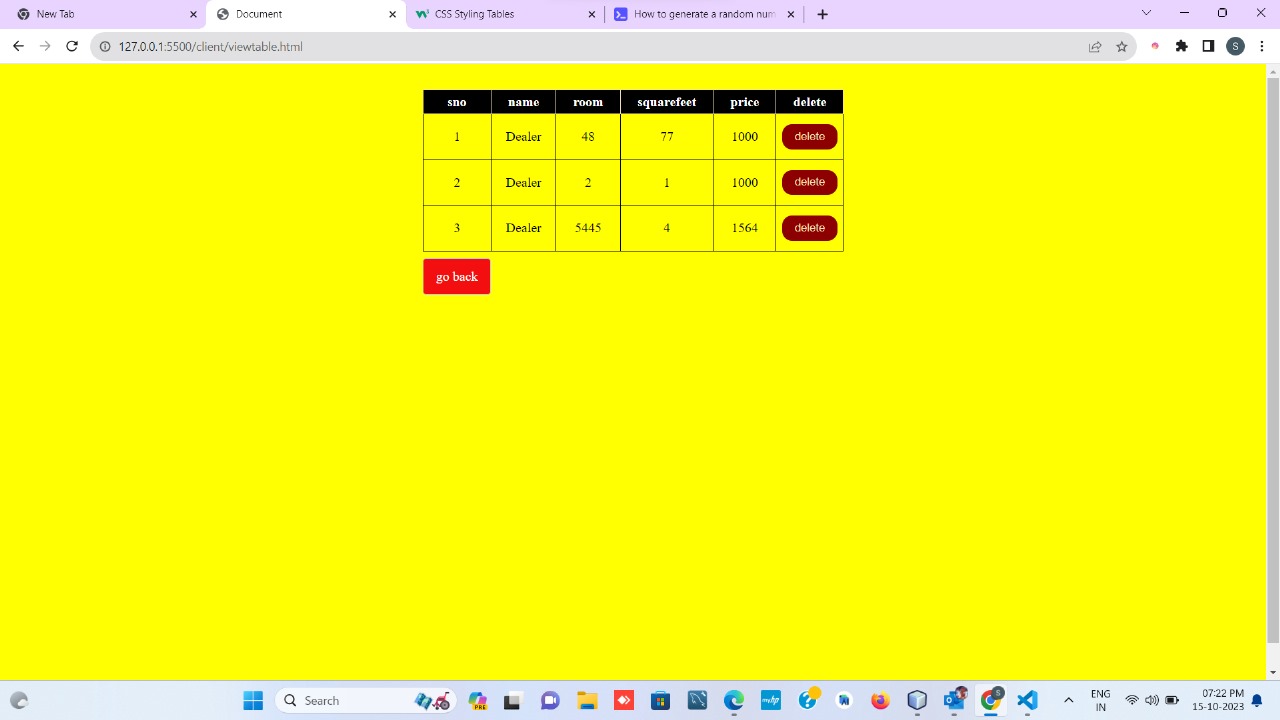 New Tab
Document
CSS Styling Tables
How to generate a random num
127.0.0.1:5500/client/viewtable.html
S
sno name room squarefeet price delete
1 Dealer 48 77 1000 delete
2 Dealer 2 1 1000 delete
3 Dealer 5445 4 1564 delete
go back
Search
PRE
myhp
S
ENG
IN
07:22 PM
15-10-2023